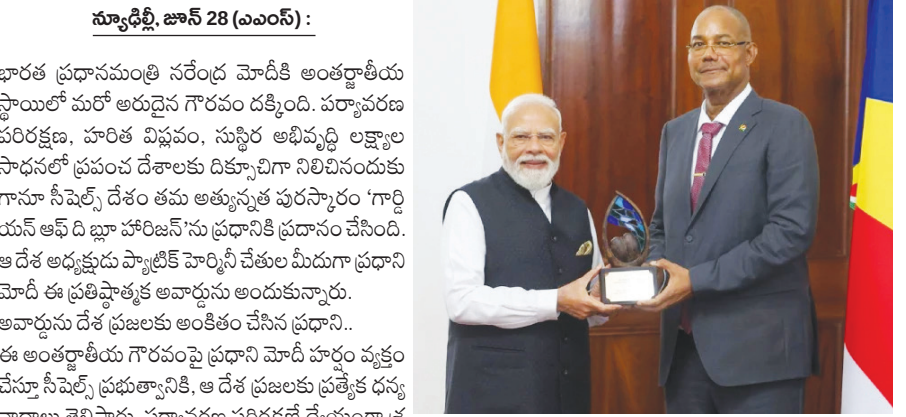 న్యూఢిల్లీ, జూన్ 28 (ఎఎంస్) :
భారత ప్రధానమంత్రి నరేంద్ర మోదీకి అంతర్జాతీయ
స్థాయిలో మరో అరుదైన గౌరవం దక్కింది. పర్యావరణ
పరిరక్షణ, హరిత విప్లవం, సుస్థిర అభివృద్ధి లక్ష్యాల
సాధనలో ప్రపంచ దేశాలకు దిక్సూచిగా నిలిచినందుకు
గానూ సీషెల్స్ దేశం తమ అత్యున్నత పురస్కారం ‘గార్డి
యన్ ఆఫ్ ది బ్లూ హారిజన్’ను ప్రధానికి ప్రదానం చేసింది.
ఆ దేశ అధ్యక్షుడు ప్యాట్రిక్ హెర్మినీ చేతుల మీదుగా ప్రధాని
మోదీ ఈ ప్రతిష్ఠాత్మక అవార్డును అందుకున్నారు.
అవార్డును దేశ ప్రజలకు అంకితం చేసిన ప్రధాని..
ఈ అంతర్జాతీయ గౌరవంపై ప్రధాని మోదీ హర్షం వ్యక్తం
చేస్తూ సీషెల్స్ ప్రభుత్వానికి, ఆ దేశ ప్రజలకు ప్రత్యేక ధన్య